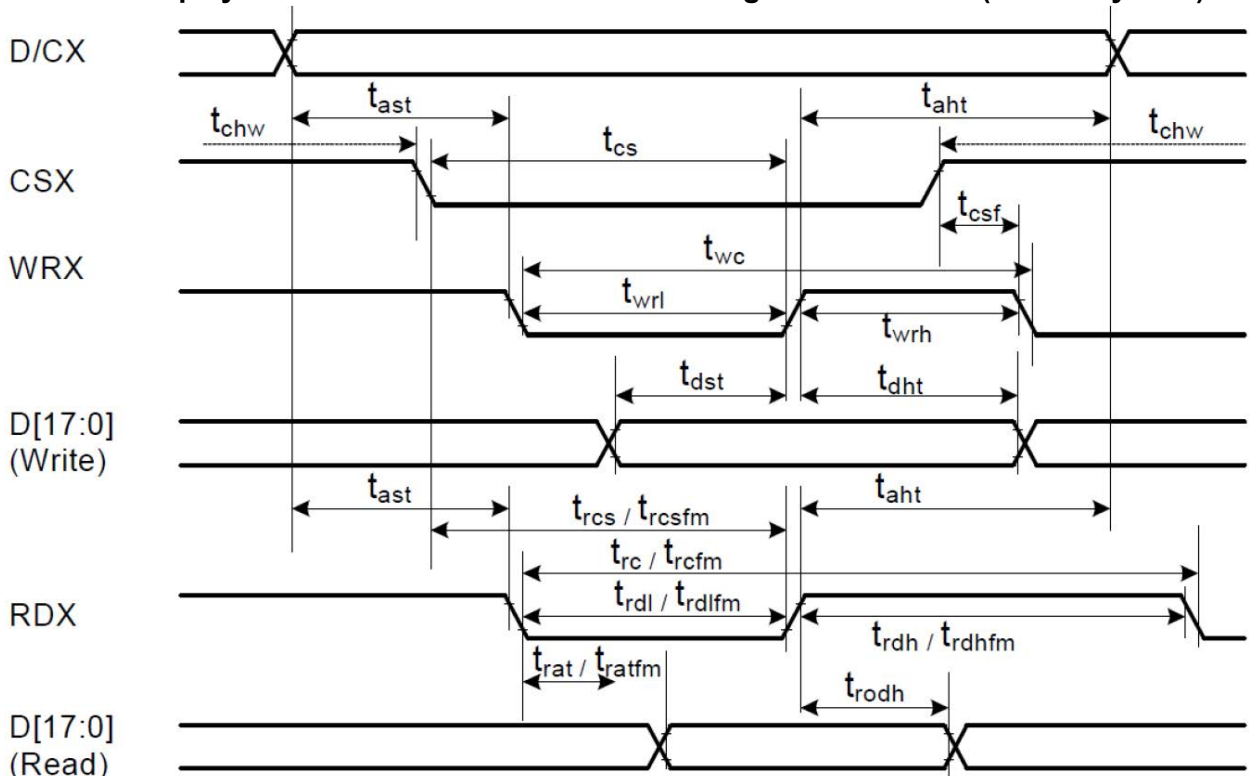 D/CX
tast
taht
tchw
tchw
tcs
CSX
tcsf
WRX
twc
twrl
twrh
tdst
tdht
D[17:0]
(Write)
tast
taht
trcs / trcsfm
trc / trcfm
RDX
trdl / trdlfm
trdh / trdhfm
trat / tratfm
trodh
D[17:0]
(Read)